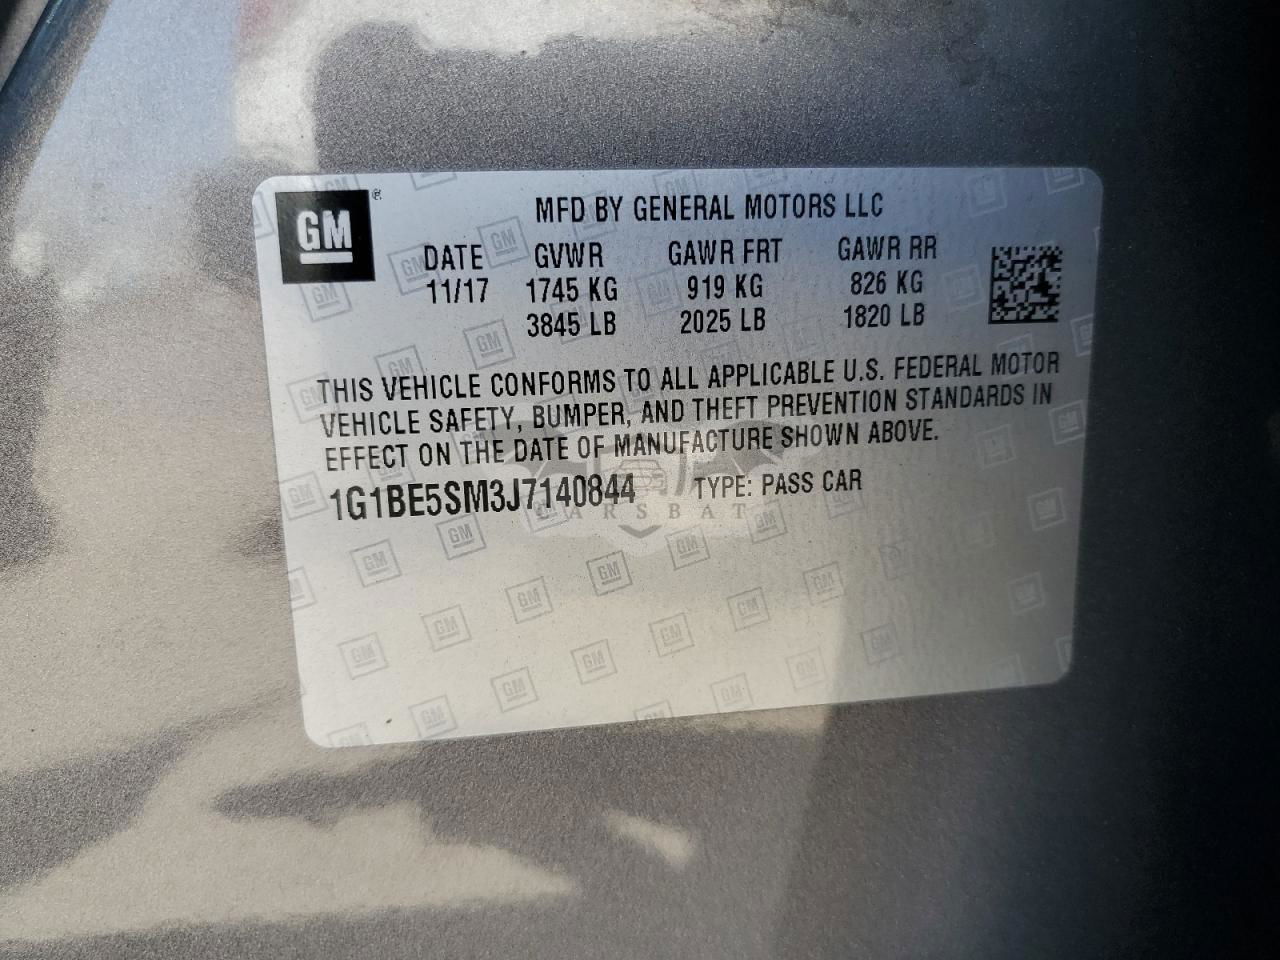 GM ®
MFD BY GENERAL MOTORS LLC
DATE GVWR GAWR FRT GAWR RR
11/17 1745 KG 919 KG 826 KG
3845 LB 2025 LB 1820 LB
THIS VEHICLE CONFORMS TO ALL APPLICABLE U.S. FEDERAL MOTOR
VEHICLE SAFETY, BUMPER, AND THEFT PREVENTION STANDARDS IN
EFFECT ON THE DATE OF MANUFACTURE SHOWN ABOVE.
1G1BE5SM3J7140844 TYPE: PASS CAR
CARSBAT